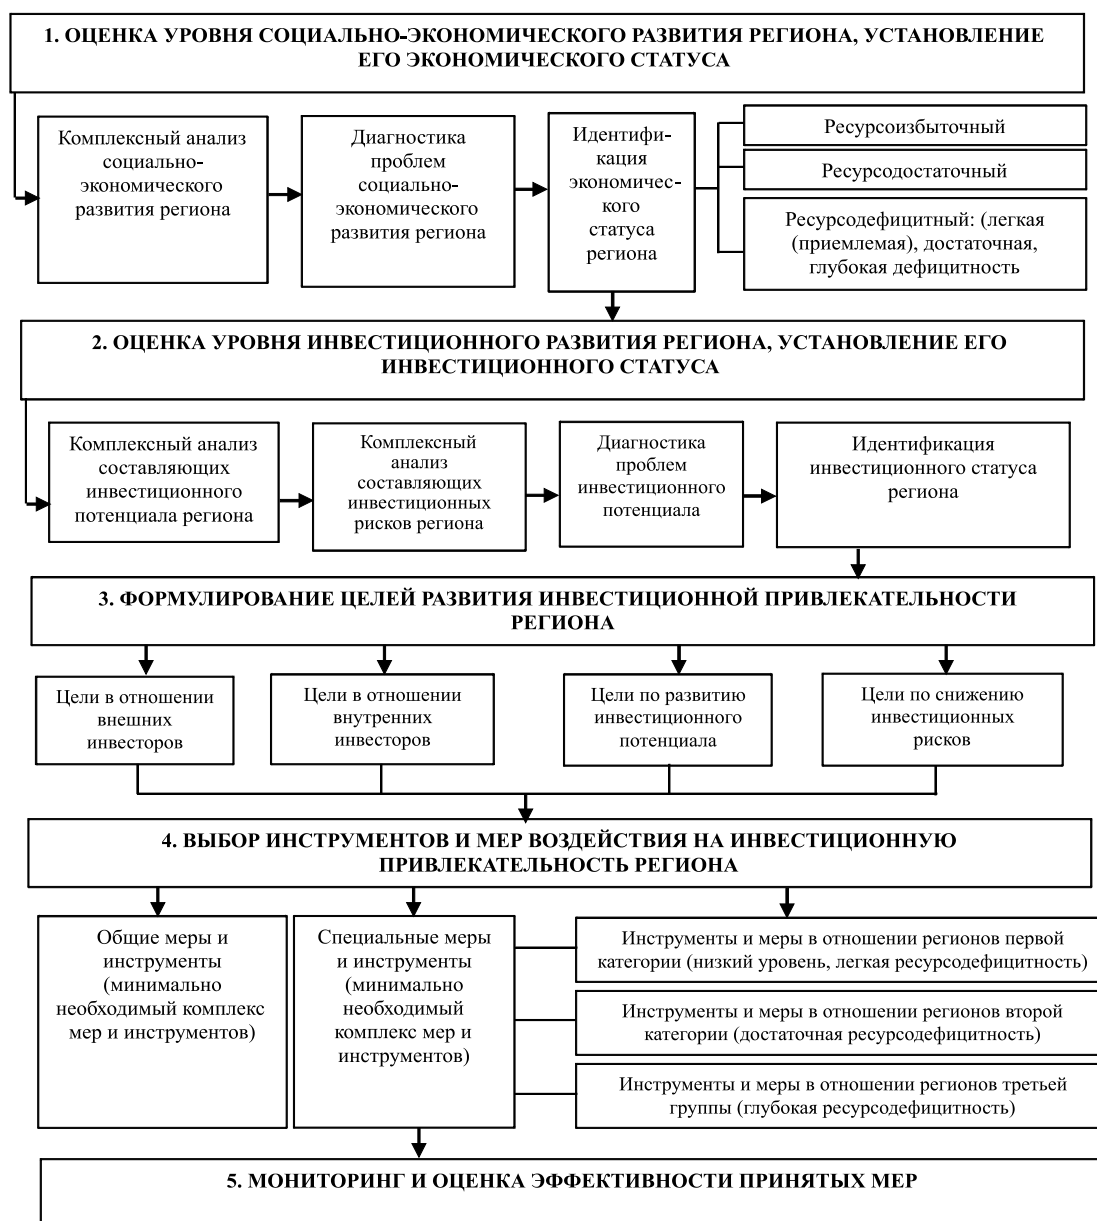 1. ОЦЕНКА УРОВНЯ СОЦИАЛЬНО-ЭКОНОМИЧЕСКОГО РАЗВИТИЯ РЕГИОНА, УСТАНОВЛЕНИЕ
ЕГО ЭКОНОМИЧЕСКОГО СТАТУСА
Комплексный анализ
социально-
экономического
развития региона
Диагностика
проблем
социально-
экономического
развития региона
Идентифи-
кация
экономичес-
кого
статуса
региона
Ресурсоизбыточный
Ресурсодостаточный
Ресурсодефицитный: (легкая
(приемлемая), достаточная,
глубокая дефицитность
2. ОЦЕНКА УРОВНЯ ИНВЕСТИЦИОННОГО РАЗВИТИЯ РЕГИОНА, УСТАНОВЛЕНИЕ ЕГО
ИНВЕСТИЦИОННОГО СТАТУСА
Комплексный анализ
составляющих
инвестиционного
потенциала региона
Комплексный
анализ
составляющих
инвестиционных
рисков региона
Диагностика
проблем
инвестиционного
потенциала
Идентификация
инвестиционного статуса
региона
3. ФОРМУЛИРОВАНИЕ ЦЕЛЕЙ РАЗВИТИЯ ИНВЕСТИЦИОННОЙ ПРИВЛЕКАТЕЛЬНОСТИ
РЕГИОНА
Цели в отношении
внешних
инвесторов
Цели в отношении
внутренних
инвесторов
Цели по развитию
инвестиционного
потенциала
Цели по снижению
инвестиционных
рисков
4. ВЫБОР ИНСТРУМЕНТОВ И МЕР ВОЗДЕЙСТВИЯ НА ИНВЕСТИЦИОННУЮ
ПРИВЛЕКАТЕЛЬНОСТЬ РЕГИОНА
Общие меры и
инструменты
(минимально
необходимый комплекс
мер и инструментов)
Специальные меры
и инструменты
(минимально
необходимый
комплекс мер и
инструментов)
Инструменты и меры в отношении регионов первой
категории (низкий уровень, легкая ресурсодефицитность)
Инструменты и меры в отношении регионов второй
категории (достаточная ресурсодефицитность)
Инструменты и меры в отношении регионов третьей
группы (глубокая ресурсодефицитность)
5. МОНИТОРИНГ И ОЦЕНКА ЭФФЕКТИВНОСТИ ПРИНЯТЫХ МЕР